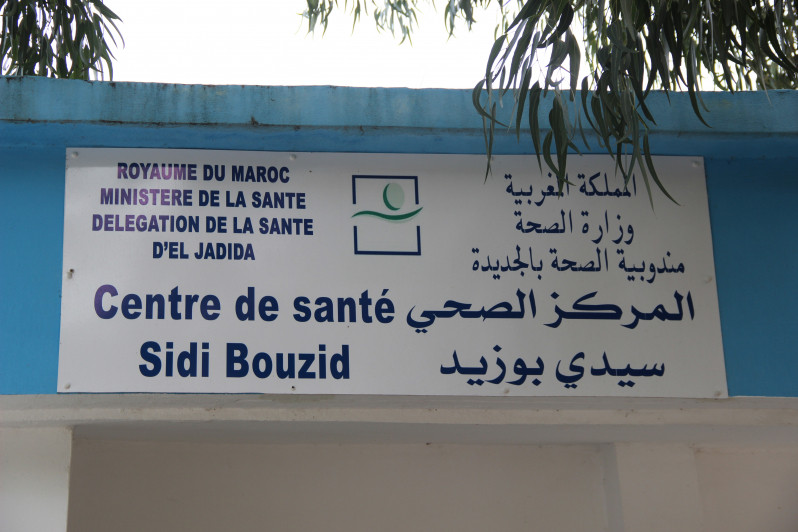 ROYAUME DU MAROC
MINISTERE DE LA SANTE
DELEGATION DE LA SANTE
D'EL JADIDA
المملكة المغربية
وزارة الصحة
مندوبية الصحة بالجديدة
Centre de santé
Sidi Bouzid
المركز الصحي
سيدي بوزيد